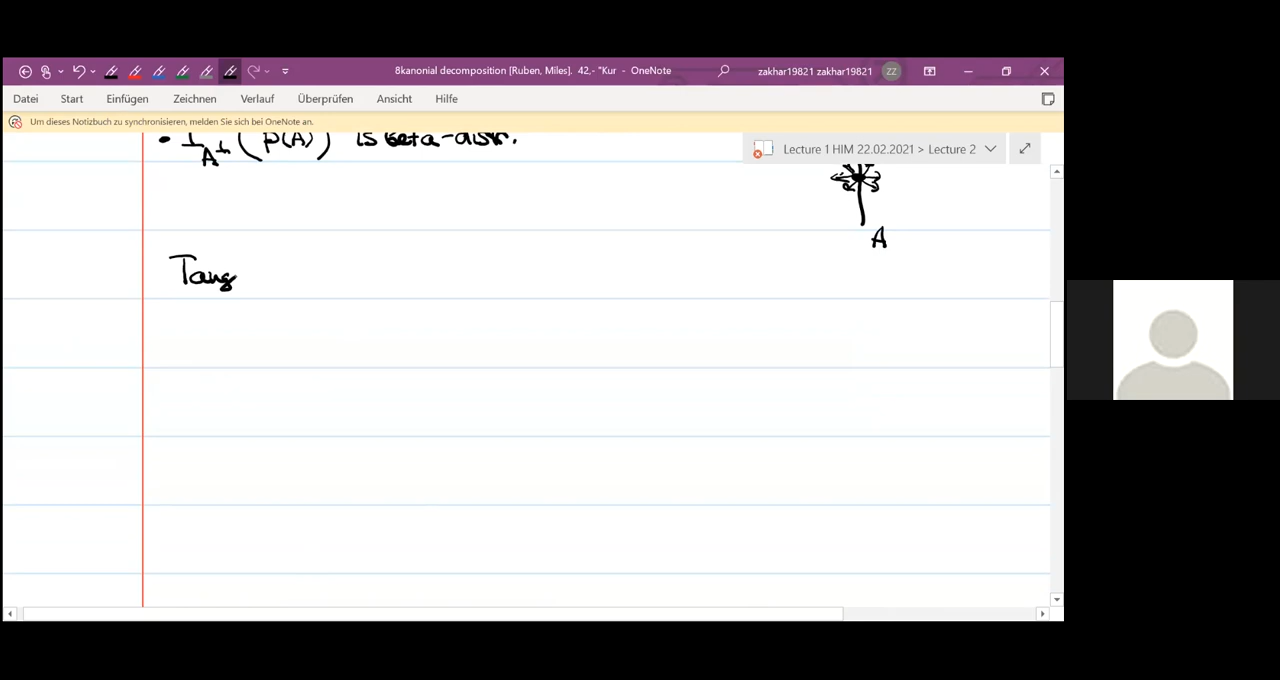 8kanonial decomposition [Ruben, Miles]. 42,- "Kur - OneNote
zakhar19821 zakhar19821 ZZ
Datei Start Einfügen Zeichnen Verlauf Überprüfen Ansicht Hilfe
Um dieses Notizbuch zu synchronisieren, melden Sie sich bei OneNote an.
Lecture 1 HIM 22.02.2021 > Lecture 2
A⊥ (p(A)) is beta-distr.
A
Tang